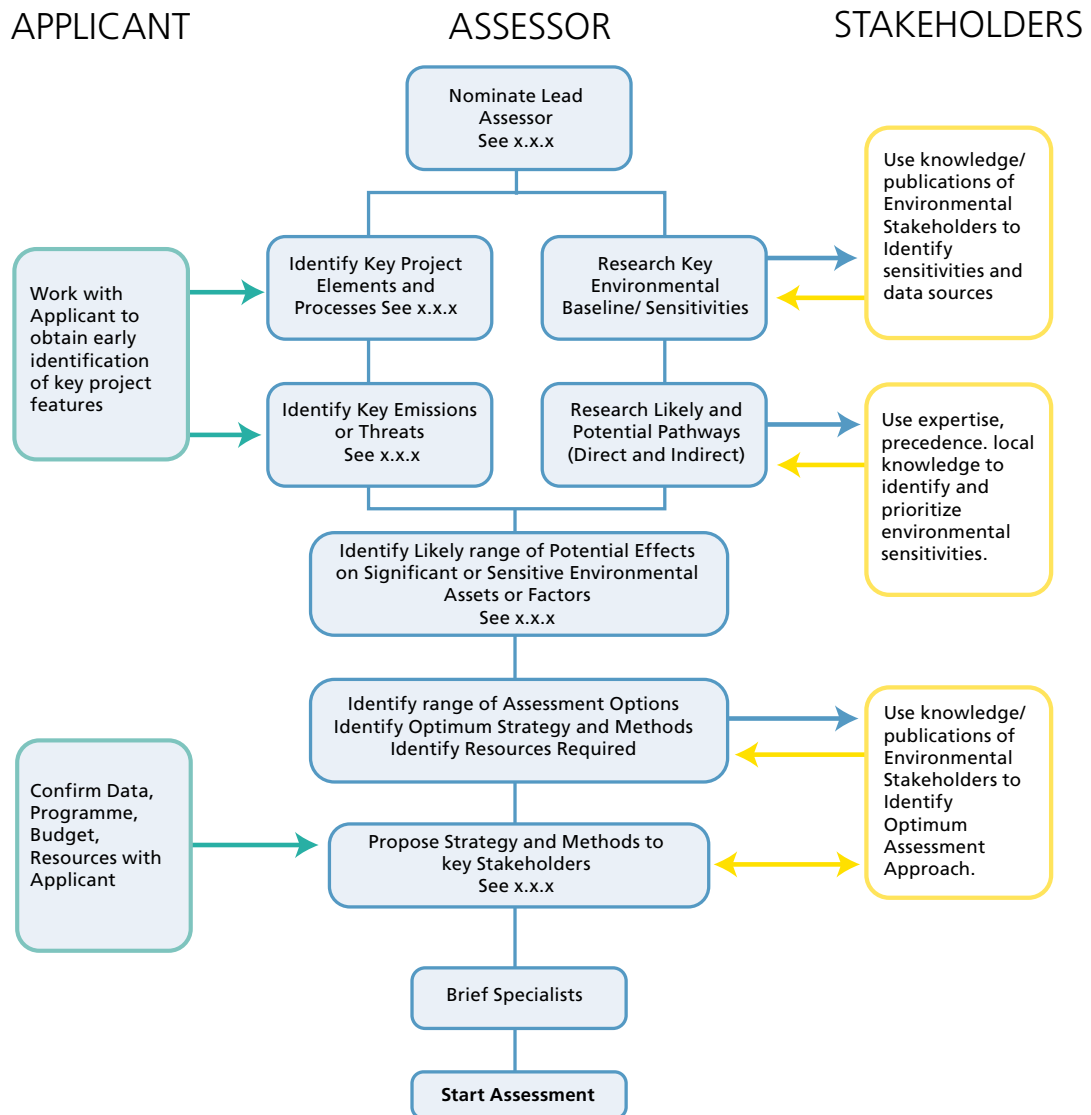 APPLICANT
ASSESSOR
STAKEHOLDERS
Nominate Lead
Assessor
See x.x.x
Use knowledge/
publications of
Environmental
Stakeholders to
Identify
sensitivities and
data sources
Identify Key Project
Elements and
Processes See x.x.x
Research Key
Environmental
Baseline/ Sensitivities
Work with
Applicant to
obtain early
identification
of key project
features
Identify Key Emissions
or Threats
See x.x.x
Research Likely and
Potential Pathways
(Direct and Indirect)
Use expertise,
precedence. local
knowledge to
identify and
prioritize
environmental
sensitivities.
Identify Likely range of Potential Effects
on Significant or Sensitive Environmental
Assets or Factors
See x.x.x
Identify range of Assessment Options
Identify Optimum Strategy and Methods
Identify Resources Required
Use knowledge/
publications of
Environmental
Stakeholders to
Identify
Optimum
Assessment
Approach.
Confirm Data,
Programme,
Budget,
Resources with
Applicant
Propose Strategy and Methods to
key Stakeholders
See x.x.x
Brief Specialists
Start Assessment